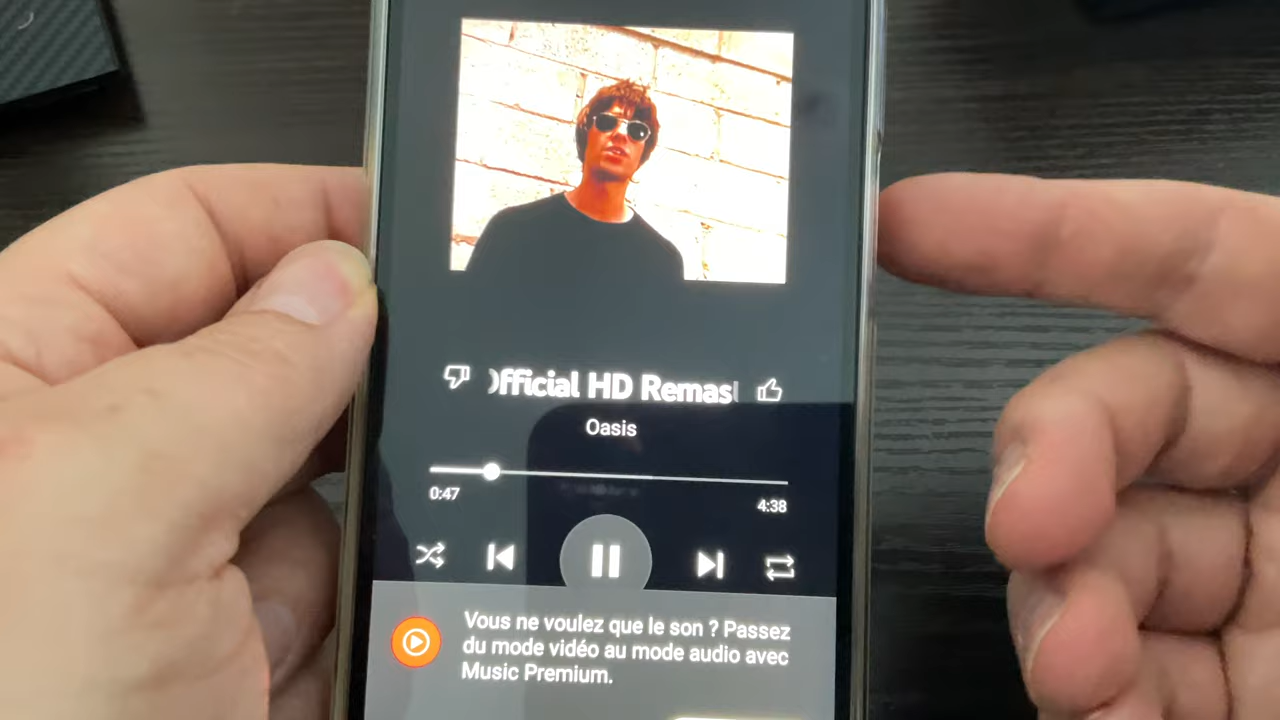 Official HD Remas
Oasis
0:47
4:38
Vous ne voulez que le son ? Passez
du mode vidéo au mode audio avec
Music Premium.